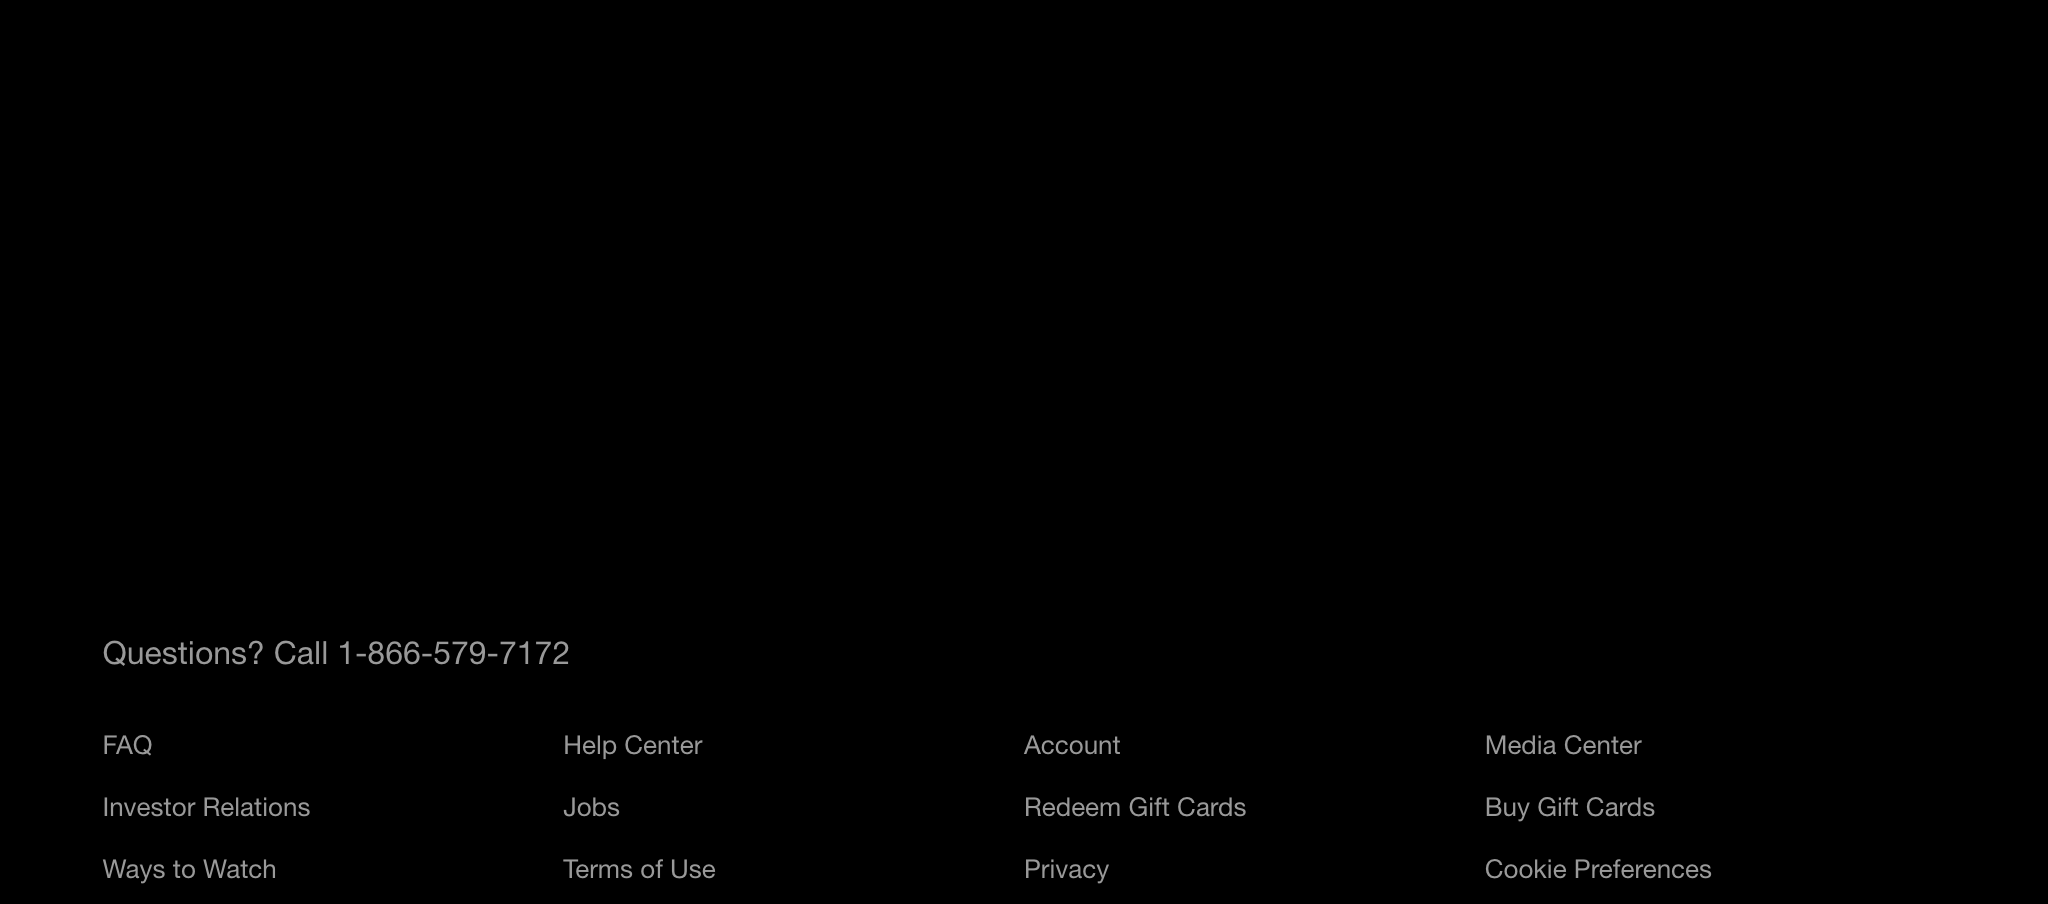 Questions? Call 1-866-579-7172
FAQ Help Center Account Media Center
Investor Relations Jobs Redeem Gift Cards Buy Gift Cards
Ways to Watch Terms of Use Privacy Cookie Preferences